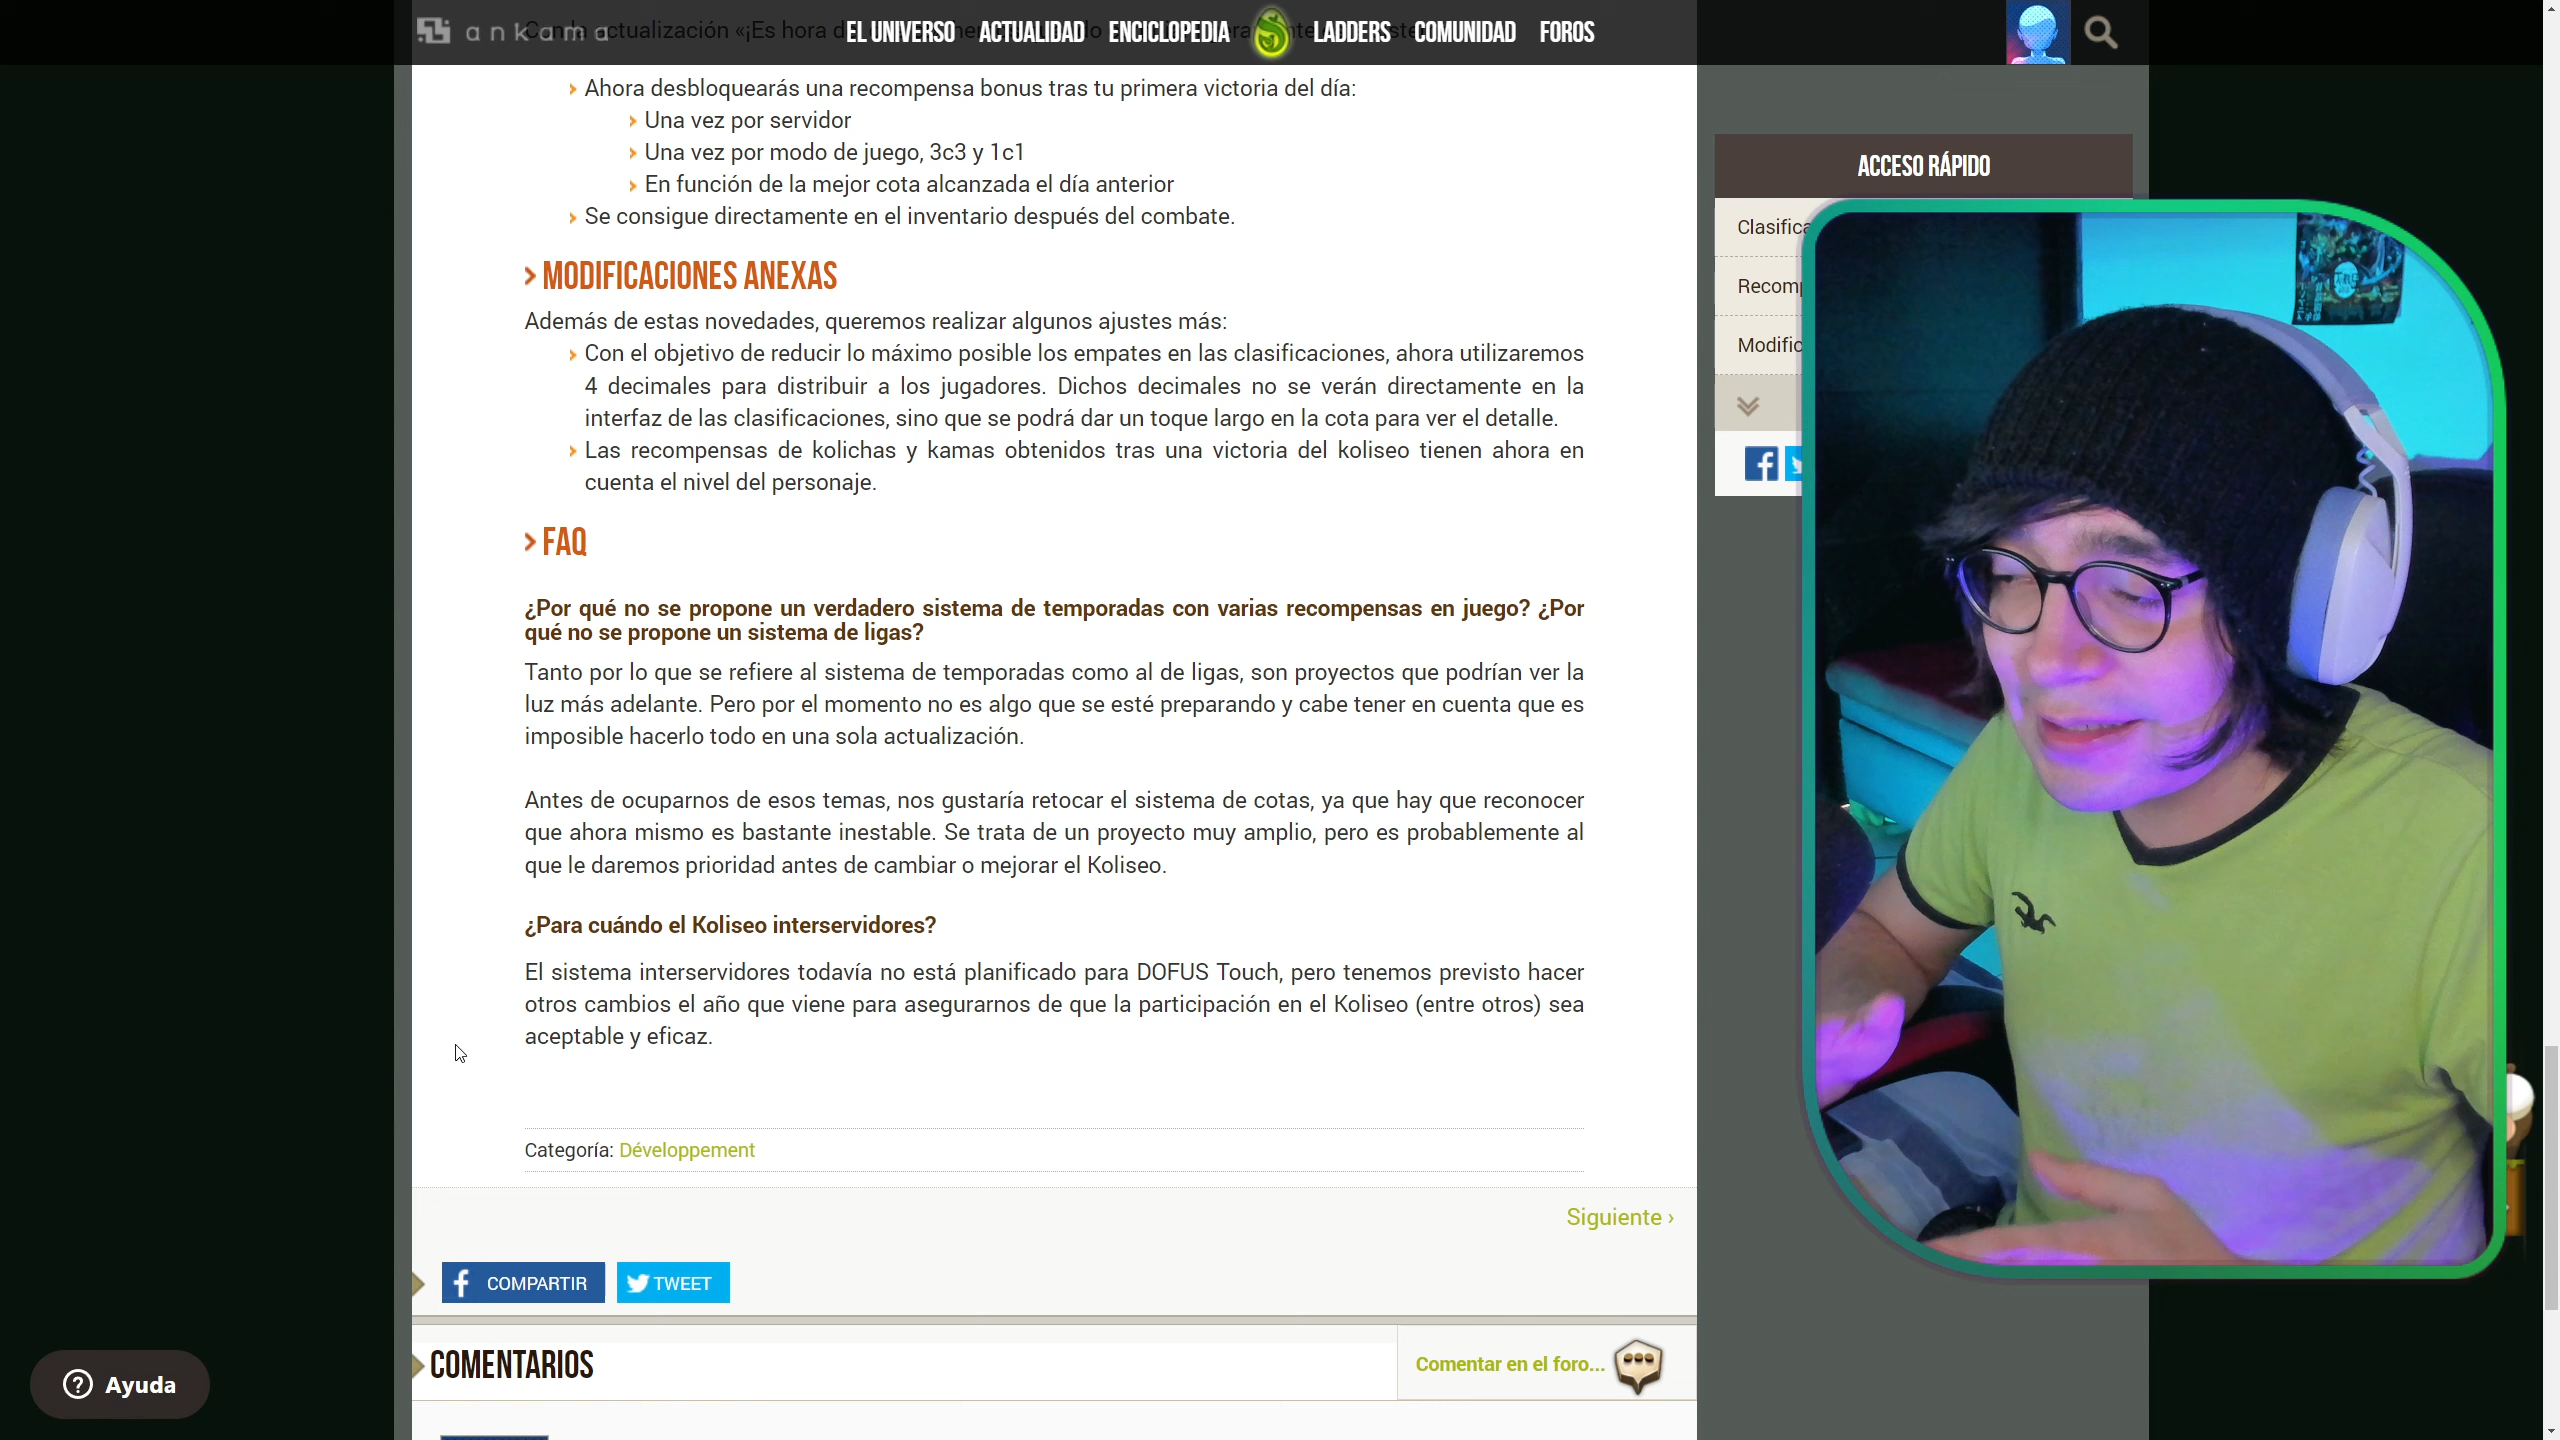 ankama
EL UNIVERSO ACTUALIDAD ENCICLOPEDIA LADDERS COMUNIDAD FOROS
actualización «¡Es hora d
Ahora desbloquearás una recompensa bonus tras tu primera victoria del día:
Una vez por servidor
Una vez por modo de juego, 3c3 y 1c1
En función de la mejor cota alcanzada el día anterior
Se consigue directamente en el inventario después del combate.
MODIFICACIONES ANEXAS
Además de estas novedades, queremos realizar algunos ajustes más:
Con el objetivo de reducir lo máximo posible los empates en las clasificaciones, ahora utilizaremos
4 decimales para distribuir a los jugadores. Dichos decimales no se verán directamente en la
interfaz de las clasificaciones, sino que se podrá dar un toque largo en la cota para ver el detalle.
Las recompensas de kolichas y kamas obtenidos tras una victoria del koliseo tienen ahora en
cuenta el nivel del personaje.
FAQ
¿Por qué no se propone un verdadero sistema de temporadas con varias recompensas en juego? ¿Por
qué no se propone un sistema de ligas?
Tanto por lo que se refiere al sistema de temporadas como al de ligas, son proyectos que podrían ver la
luz más adelante. Pero por el momento no es algo que se esté preparando y cabe tener en cuenta que es
imposible hacerlo todo en una sola actualización.
Antes de ocuparnos de esos temas, nos gustaría retocar el sistema de cotas, ya que hay que reconocer
que ahora mismo es bastante inestable. Se trata de un proyecto muy amplio, pero es probablemente al
que le daremos prioridad antes de cambiar o mejorar el Koliseo.
¿Para cuándo el Koliseo interservidores?
El sistema interservidores todavía no está planificado para DOFUS Touch, pero tenemos previsto hacer
otros cambios el año que viene para asegurarnos de que la participación en el Koliseo (entre otros) sea
aceptable y eficaz.
Categoría: Développement
Siguiente ›
COMPARTIR TWEET
COMENTARIOS
Comentar en el foro...
Ayuda
ACCESO RÁPIDO
Clasifica
Recomp
Modific